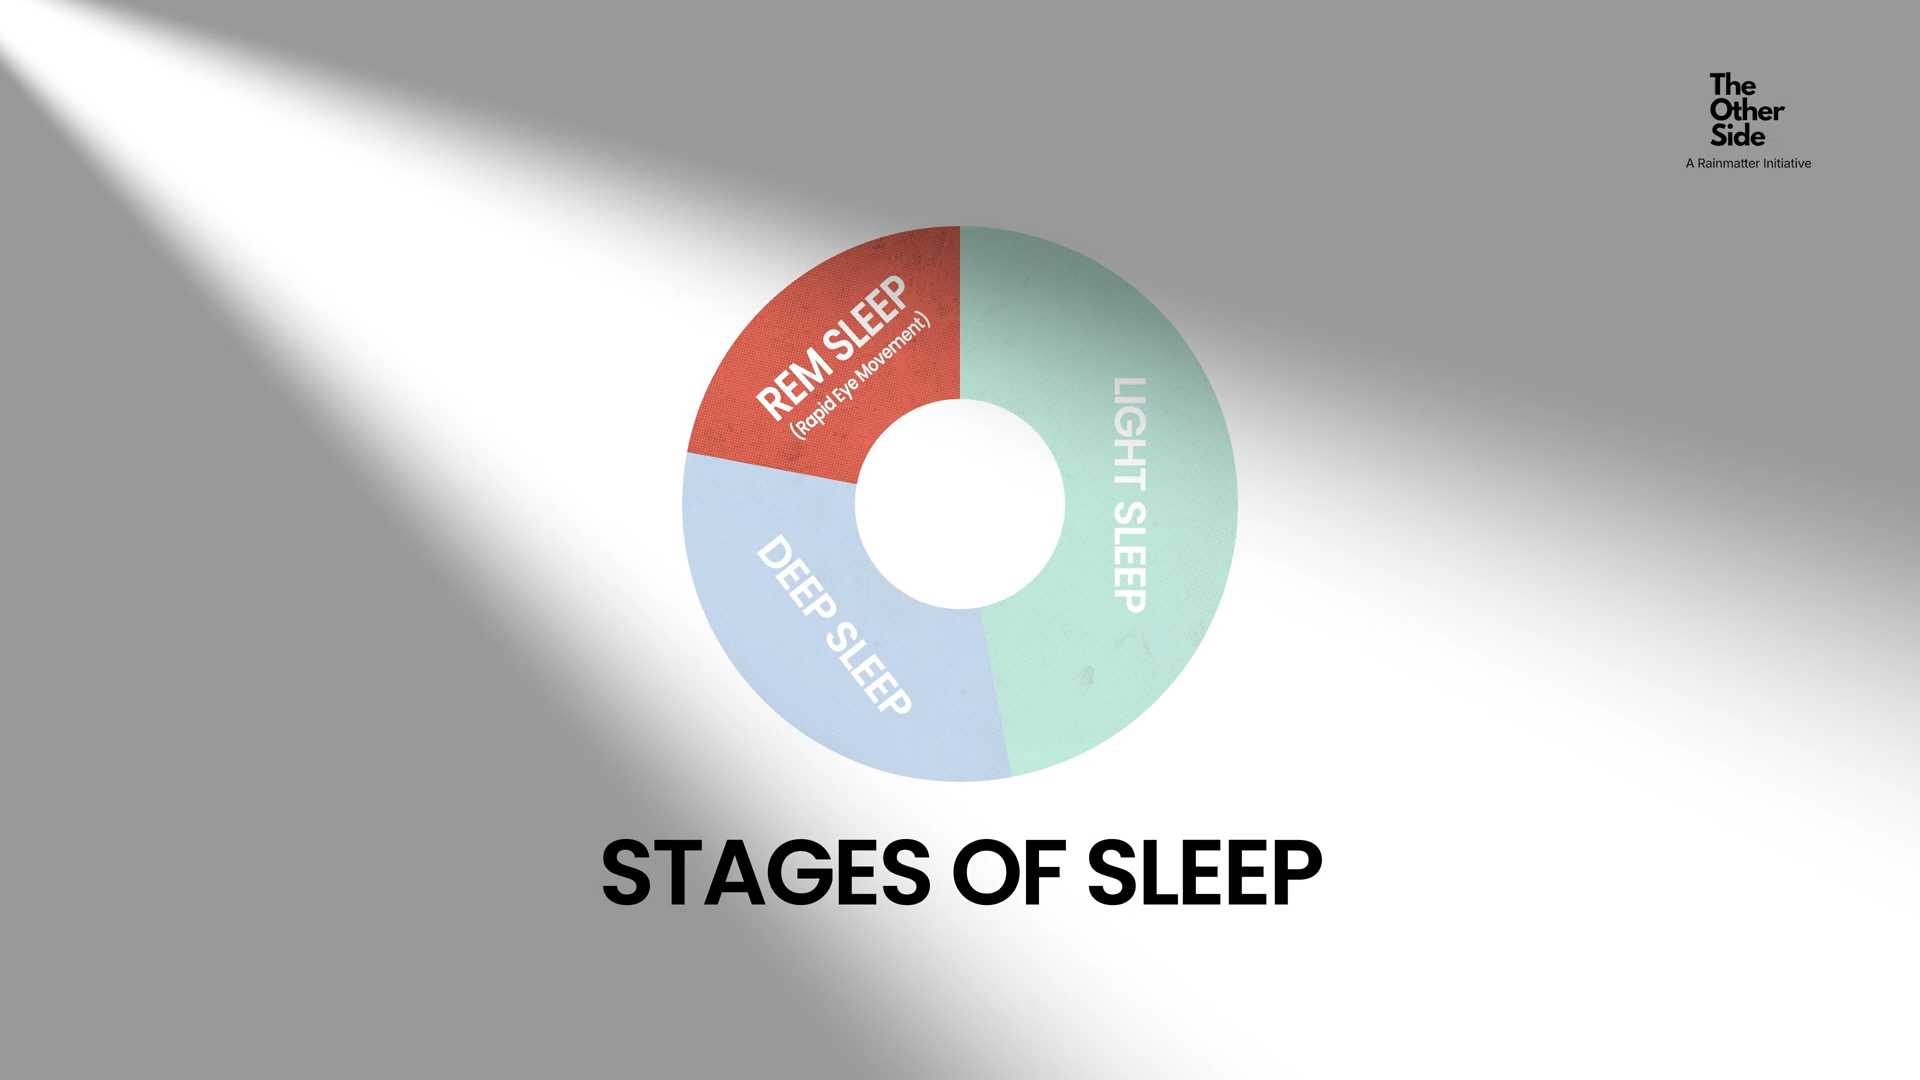 The
Other
Side
A Rainmatter Initiative
REM SLEEP
(Rapid Eye Movement)
LIGHT SLEEP
DEEP SLEEP
STAGES OF SLEEP